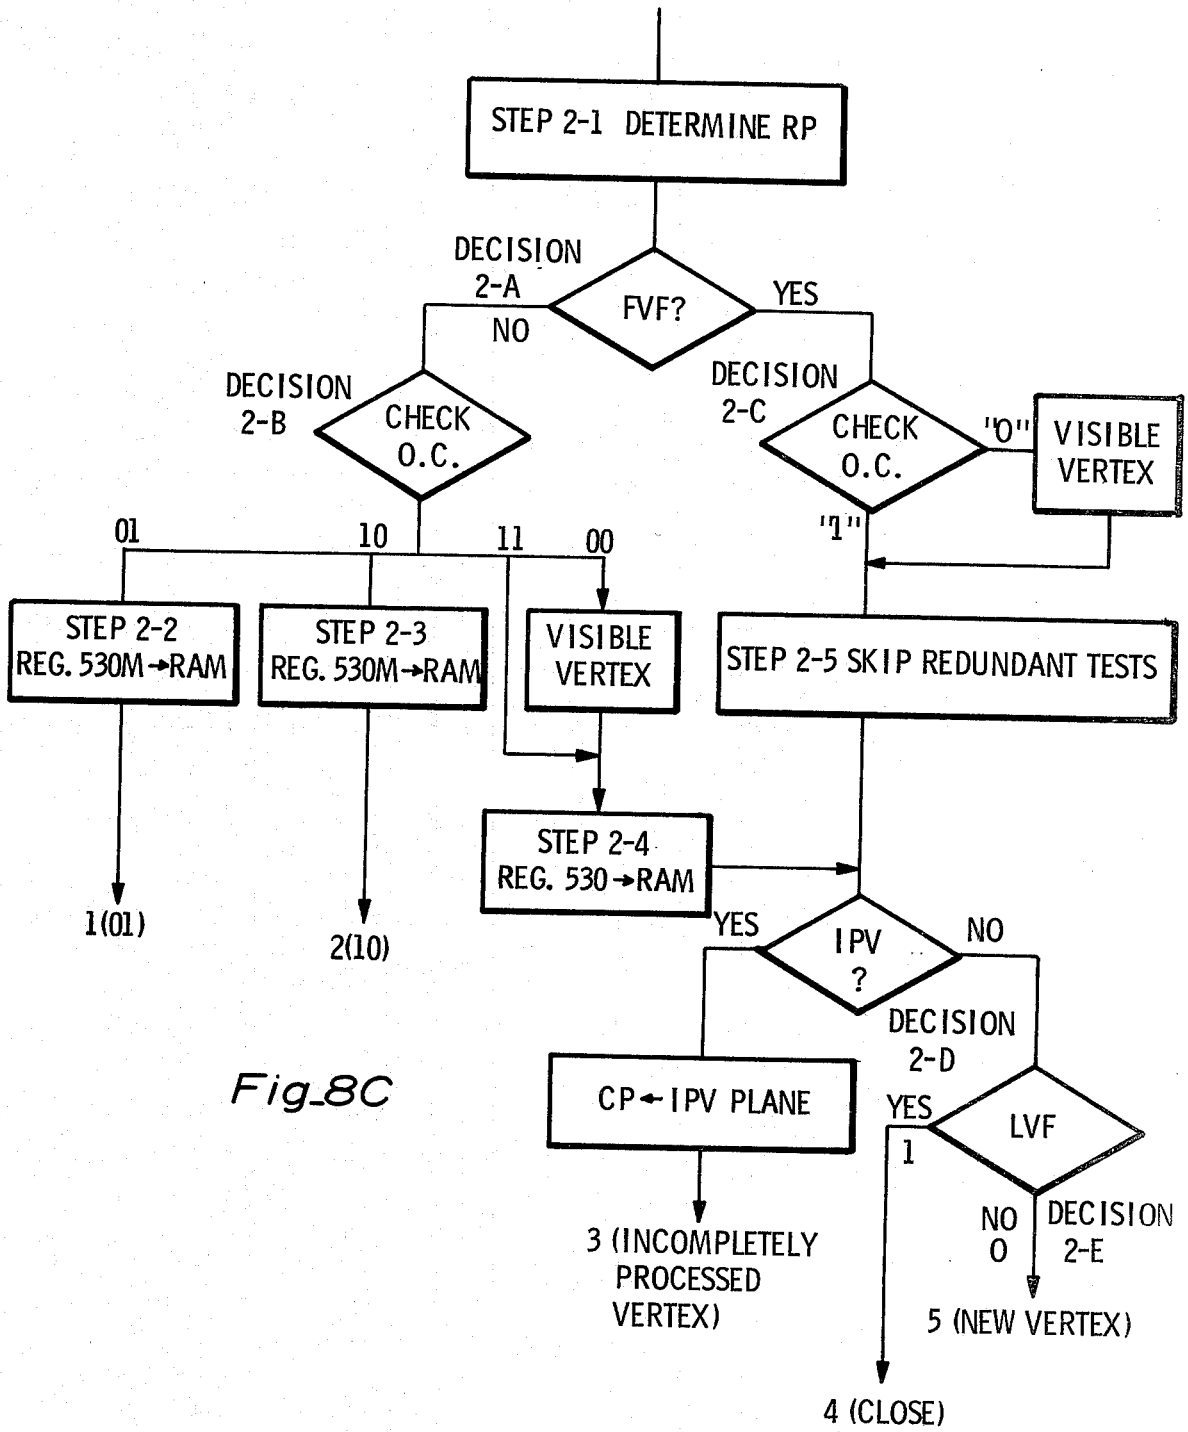 STEP 2-1 DETERMINE RP
DECISION
2-A
FVF?
YES
NO
DECISION
2-B
CHECK
O.C.
DECISION
2-C
CHECK
O.C.
"0"
VISIBLE
VERTEX
"1"
01
10
11
00
STEP 2-2
REG. 530M→RAM
STEP 2-3
REG. 530M→RAM
VISIBLE
VERTEX
STEP 2-5 SKIP REDUNDANT TESTS
STEP 2-4
REG. 530→RAM
1(01)
2(10)
YES
IPV
?
NO
DECISION
2-D
CP←IPV PLANE
YES
1
LVF
NO
0
DECISION
2-E
3 (INCOMPLETELY
PROCESSED
VERTEX)
5 (NEW VERTEX)
4 (CLOSE)
Fig_8C